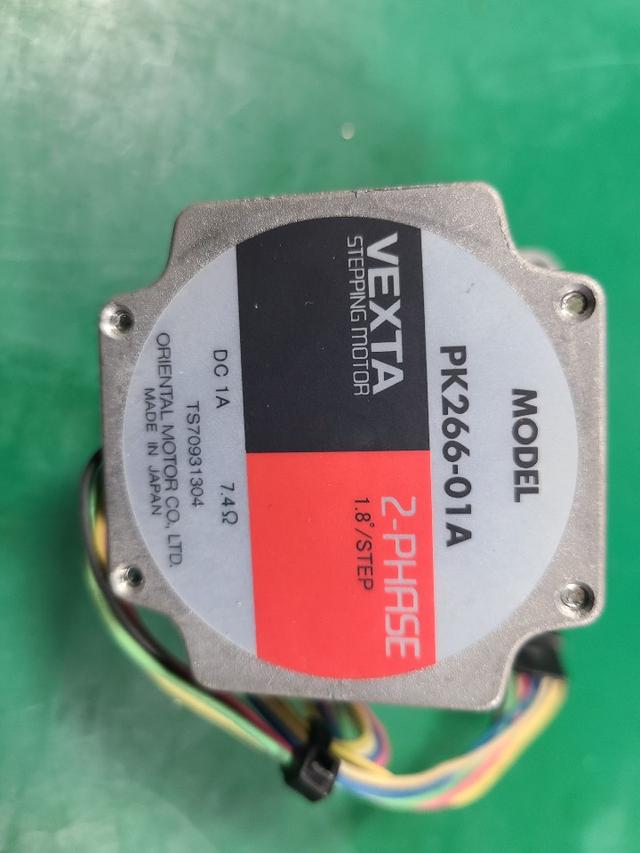 MODEL
PK266-01A
VEXTA
STEPPING MOTOR
2-PHASE
1.8°/STEP
DC 1A 7.4Ω
TS70931304
ORIENTAL MOTOR CO., LTD.
MADE IN JAPAN